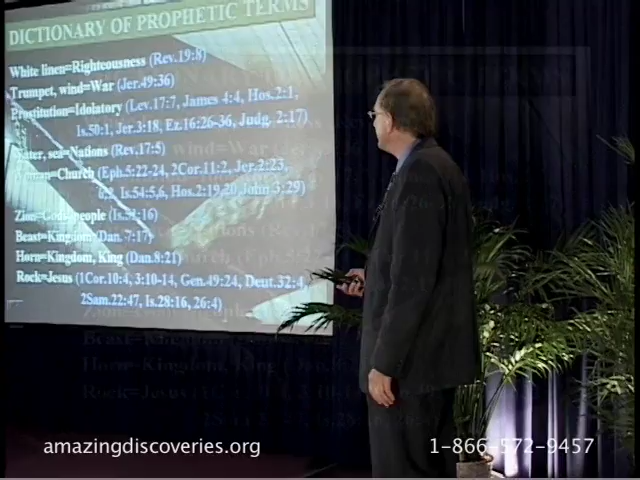 DICTIONARY OF PROPHETIC TERMS
White linen=Righteousness (Rev.19:8)
Trumpet, wind=War (Jer.49:36)
Prostitution=Idolatory (Lev.17:7, James 4:4, Hos.2:1,
Is.50:1, Jer.3:18, Ez.16:26-36, Judg. 2:17)
Water, sea=Nations (Rev.17:5)
Woman=Church (Eph.5:22-24, 2Cor.11:2, Jer.2:23,
6:2, Is.54:5,6, Hos.2:19,20 John 3:29)
Zion=Gods people (Is.51:16)
Beast=Kingdom (Dan. 7:17)
Horn=Kingdom, King (Dan.8:21)
Rock=Jesus (1Cor.10:4, 3:10-14, Gen.49:24, Deut.32:4,
2Sam.22:47, Is.28:16, 26:4)
amazingdiscoveries.org
1-866-572-9457